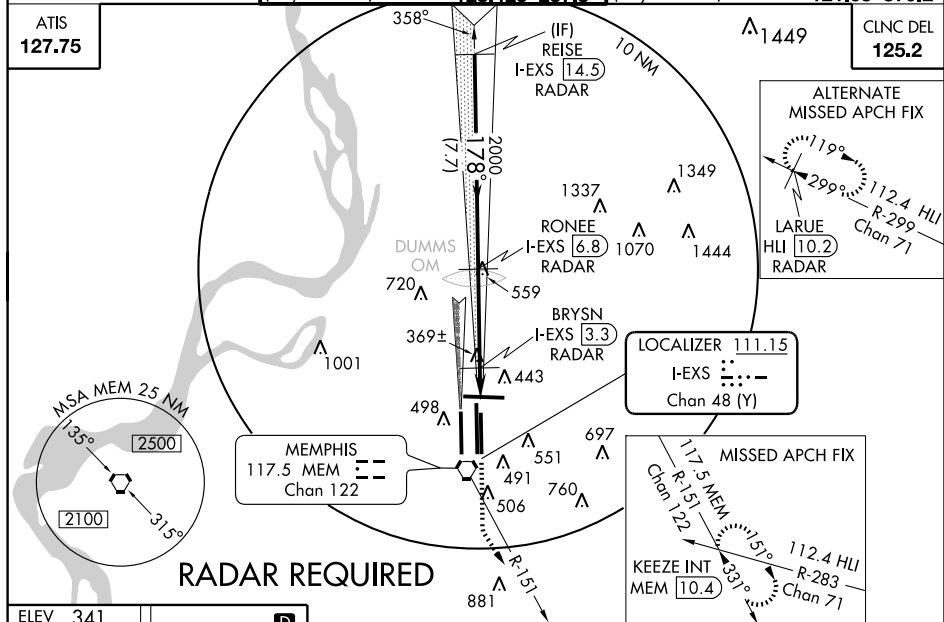 ATIS
127.75
CLNC DEL
125.2
358°
(IF)
REISE
I-EXS 14.5
RADAR
10 NM
1449
ALTERNATE
MISSED APCH FIX
119°
299°
112.4 HLI
R-299
Chan 71
LARUE
HLI 10.2
RADAR
2000
178°
(7.7)
1349
1337
1070
1444
RONEE
I-EXS 6.8
RADAR
DUMMS
OM
720
559
BRYSN
I-EXS 3.3
RADAR
369±
1001
443
LOCALIZER 111.15
I-EXS
Chan 48 (Y)
MSA MEM 25 NM
135°
2500
2100
315°
498
MEMPHIS
117.5 MEM
Chan 122
551
697
491
506
760
R-151
881
RADAR REQUIRED
MISSED APCH FIX
117.5 MEM
R-151
Chan 122
151°
331°
112.4 HLI
R-283
Chan 71
KEEZE INT
MEM 10.4
ELEV 341
D